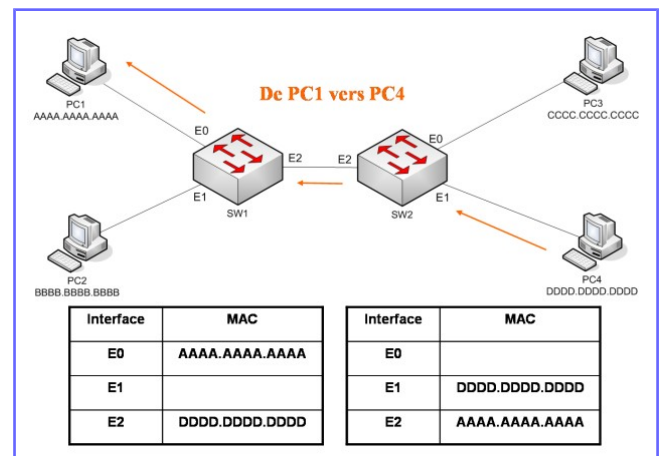 De PC1 vers PC4
PC1
AAAA.AAAA.AAAA
PC3
CCCC.CCCC.CCCC
E0
E2
E2
E0
E1
SW1
E1
SW2
PC2
BBBB.BBBB.BBBB
PC4
DDDD.DDDD.DDDD
Interface MAC
E0 AAAA.AAAA.AAAA
E1
E2 DDDD.DDDD.DDDD
Interface MAC
E0
E1 DDDD.DDDD.DDDD
E2 AAAA.AAAA.AAAA